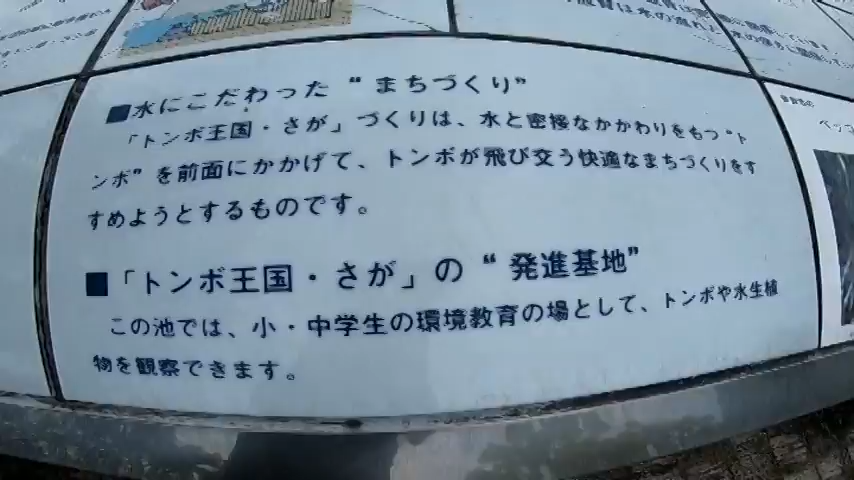 ■水にこだわった“まちづくり”
「トンボ王国・さが」づくりは、水と密接なかかわりをもつ“ト
ンボ”を前面にかかげて、トンボが飛び交う快適なまちづくりをす
すめようとするものです。
■「トンボ王国・さが」の“発進基地”
この池では、小・中学生の環境教育の場として、トンボや水生植
物を観察できます。